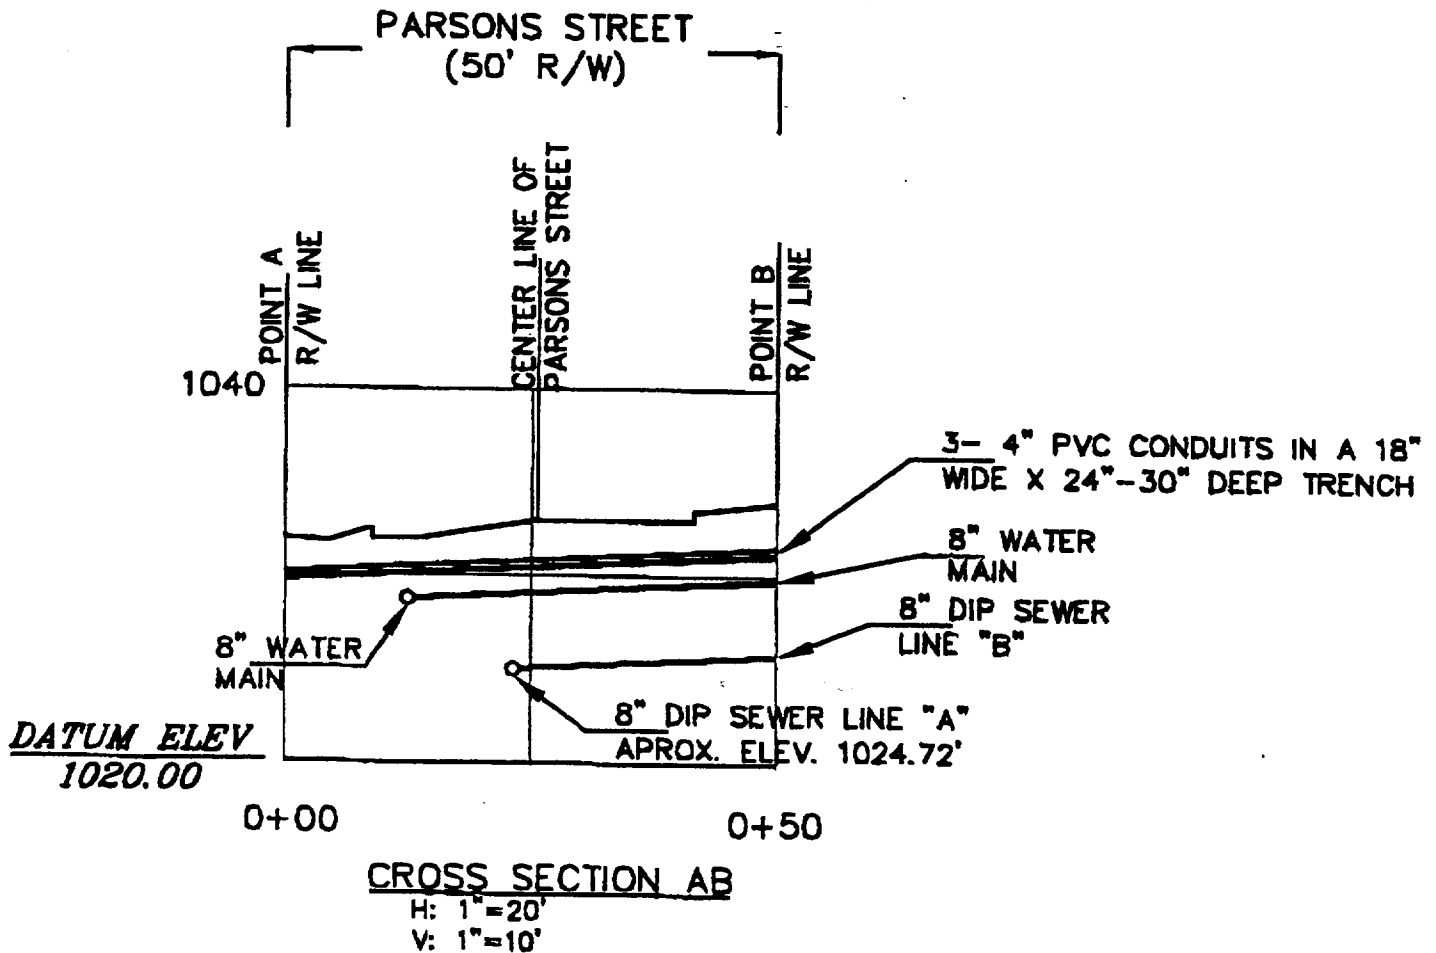 PARSONS STREET
(50' R/W)
POINT A
R/W LINE
CENTER LINE OF
PARSONS STREET
POINT B
R/W LINE
1040
3- 4" PVC CONDUITS IN A 18"
WIDE X 24"-30" DEEP TRENCH
8" WATER
MAIN
8" DIP SEWER
LINE "B"
8" WATER
MAIN
8" DIP SEWER LINE "A"
APROX. ELEV. 1024.72'
DATUM ELEV
1020.00
0+00
0+50
CROSS SECTION AB
H: 1"=20'
V: 1"=10'